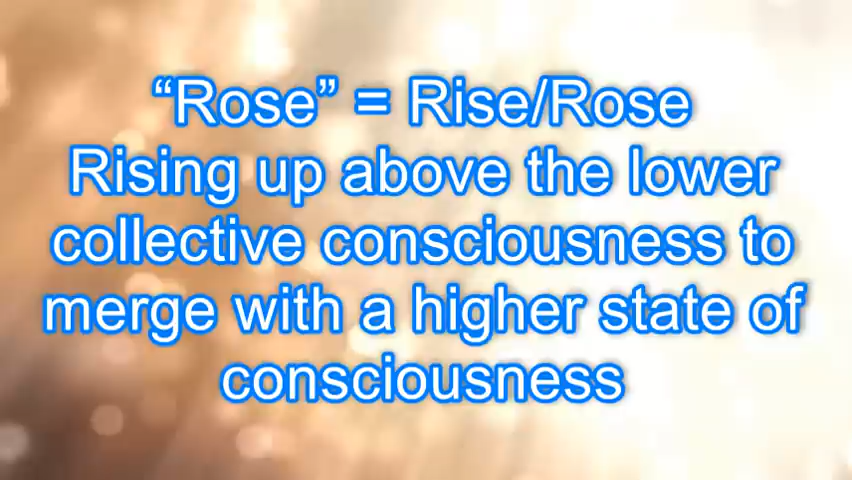 “Rose” = Rise/Rose
Rising up above the lower
collective consciousness to
merge with a higher state of
consciousness